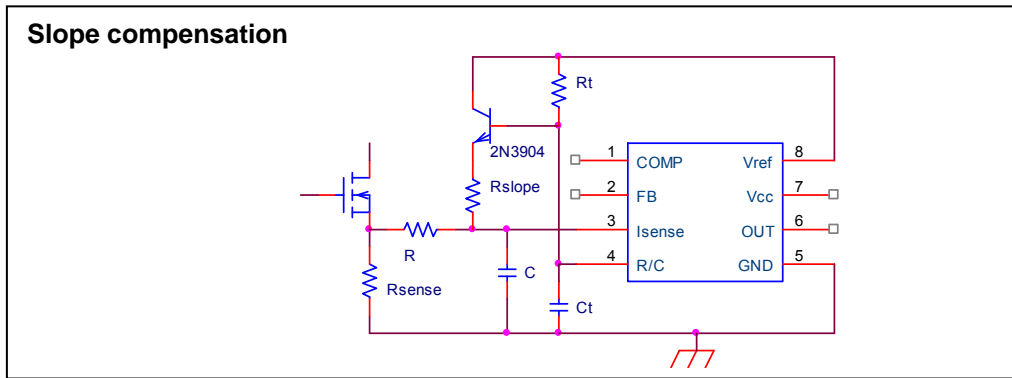 Slope compensation
Rt
2N3904
Rslope
R
Rsense
C
Ct
1 COMP Vref 8
2 FB Vcc 7
3 Isense OUT 6
4 R/C GND 5